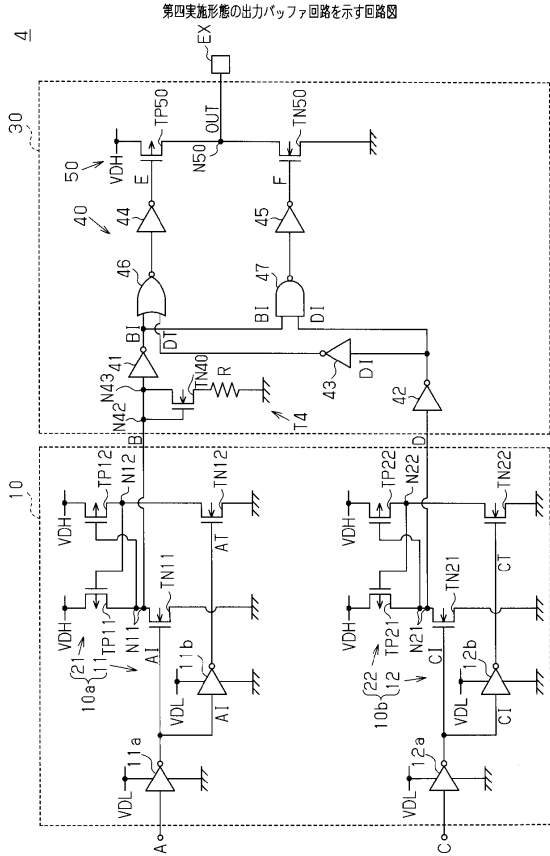 第四実施形態の出力バッファ回路を示す回路図
4
10
30
VDH
VDH
TP12
21
11
10a
TP11
N12
N11
TN11
TN12
AI
AT
VDL
11a
AI
VDL
11b
A
B
N42
N43
41
BI
DT
TN40
R
T4
40
46
44
E
50
VDH
TP50
OUT
EX
N50
TN50
F
45
47
BI
DI
43
DI
42
D
VDH
VDH
TP22
22
12
10b
TP21
N22
N21
TN21
TN22
CI
CT
VDL
12a
CI
VDL
12b
C